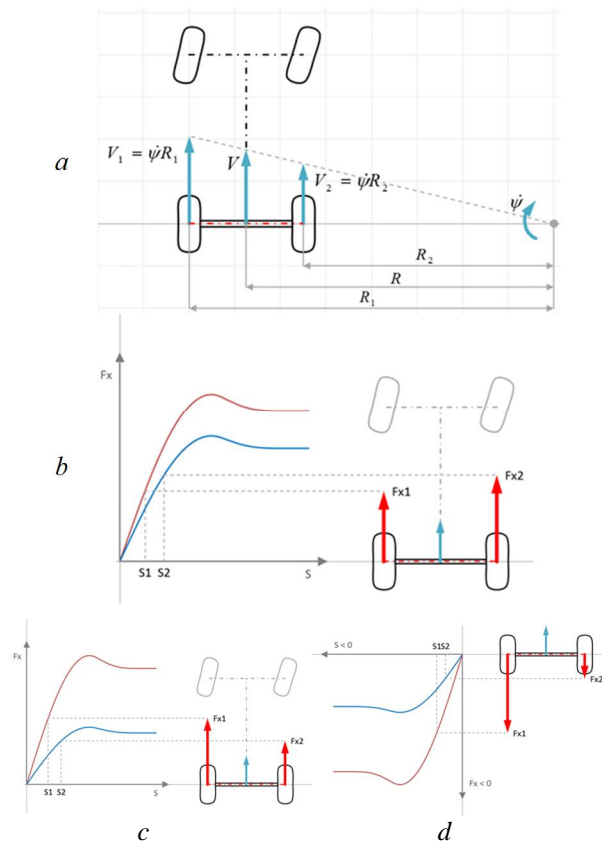 a
V₁ = ψ̇R₁
V
V₂ = ψ̇R₂
ψ̇
R₂
R
R₁
b
Fx
S1 S2
S
Fx1
Fx2
Fx
S1 S2
S
Fx1
Fx2
c
S < 0
S1S2
Fx < 0
Fx2
Fx1
d